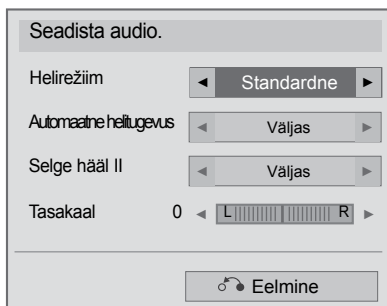 Seadista audio.
Helirežiim ◄ Standardne ►
Automaatne helitugevus ◄ Väljas ►
Selge hääl II ◄ Väljas ►
Tasakaal 0 ◄ L R ►
Eelmine